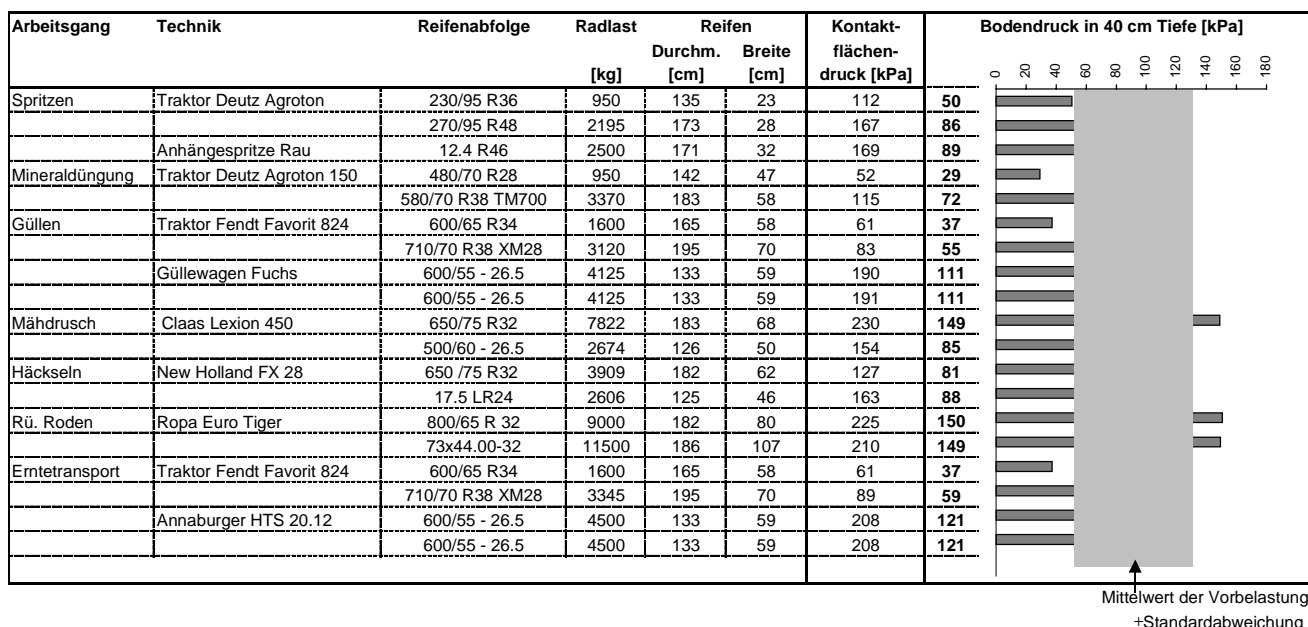 Arbeitsgang Technik Reifenabfolge Radlast Reifen Kontakt- Bodendruck in 40 cm Tiefe [kPa]
Durchm. Breite flächen-
[kg] [cm] [cm] druck [kPa] 0 20 40 60 80 100 120 140 160 180
Spritzen Traktor Deutz Agroton 230/95 R36 950 135 23 112 50
270/95 R48 2195 173 28 167 86
Anhängespritze Rau 12.4 R46 2500 171 32 169 89
Mineraldüngung Traktor Deutz Agroton 150 480/70 R28 950 142 47 52 29
580/70 R38 TM700 3370 183 58 115 72
Güllen Traktor Fendt Favorit 824 600/65 R34 1600 165 58 61 37
710/70 R38 XM28 3120 195 70 83 55
Güllewagen Fuchs 600/55 - 26.5 4125 133 59 190 111
600/55 - 26.5 4125 133 59 191 111
Mähdrusch Claas Lexion 450 650/75 R32 7822 183 68 230 149
500/60 - 26.5 2674 126 50 154 85
Häckseln New Holland FX 28 650 /75 R32 3909 182 62 127 81
17.5 LR24 2606 125 46 163 88
Rü. Roden Ropa Euro Tiger 800/65 R 32 9000 182 80 225 150
73x44.00-32 11500 186 107 210 149
Erntetransport Traktor Fendt Favorit 824 600/65 R34 1600 165 58 61 37
710/70 R38 XM28 3345 195 70 89 59
Annaburger HTS 20.12 600/55 - 26.5 4500 133 59 208 121
600/55 - 26.5 4500 133 59 208 121
Mittelwert der Vorbelastung
±Standardabweichung